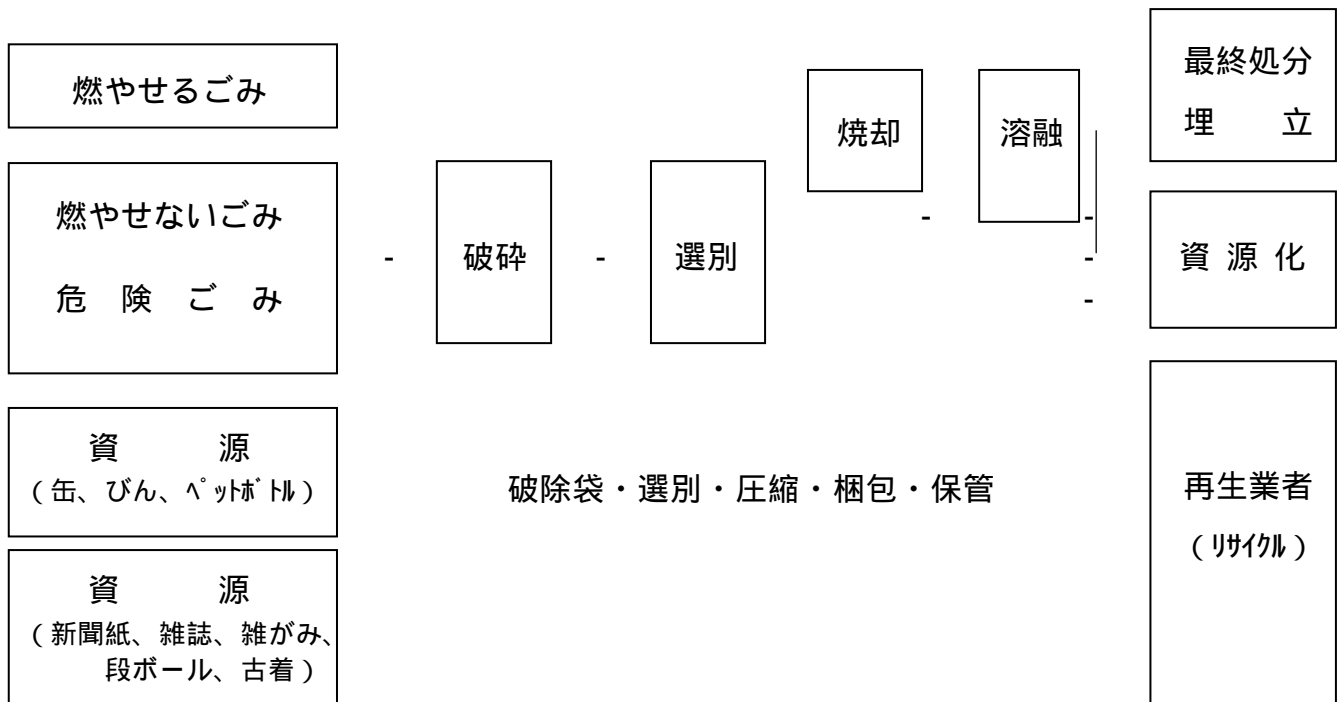 燃やせるごみ
燃やせないごみ
危 険 ご み
資 源
(缶、びん、ﾍﾟｯﾄﾎﾞﾄﾙ)
資 源
(新聞紙、雑誌、雑がみ、
段ボール、古着)
-
破砕
-
選別
焼却
-
溶融
-
-
-
破除袋・選別・圧縮・梱包・保管
最終処分
埋 立
資 源 化
再生業者
(ﾘｻｲｸﾙ)